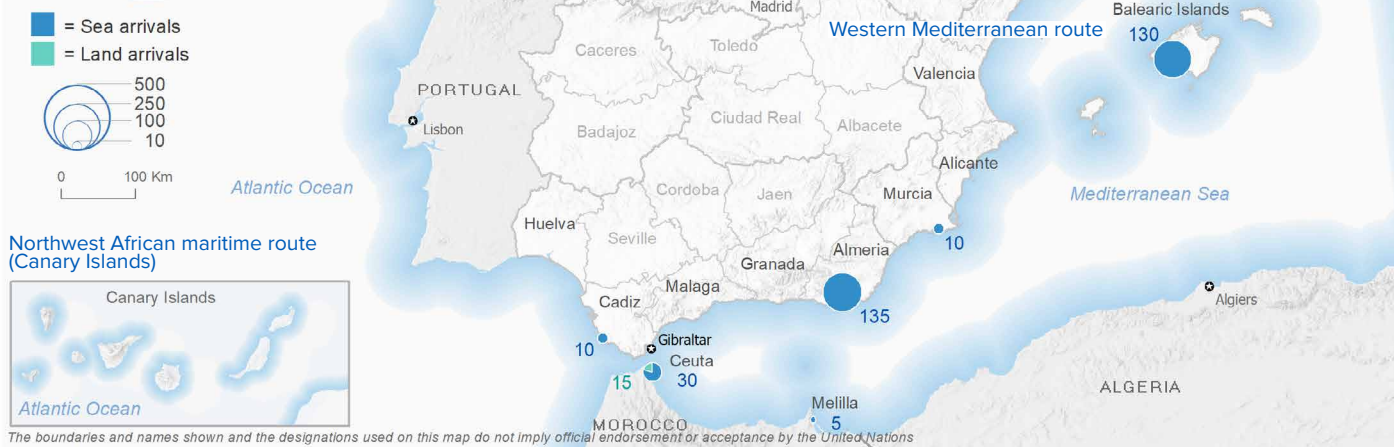 = Sea arrivals
= Land arrivals
500
250
100
10
0 100 Km
Madrid
Balearic Islands
Western Mediterranean route
130
Caceres
Toledo
Valencia
PORTUGAL
Lisbon
Badajoz
Ciudad Real
Albacete
Alicante
Atlantic Ocean
Cordoba
Jaen
Murcia
Mediterranean Sea
Huelva
Seville
Almeria
10
Northwest African maritime route
(Canary Islands)
Granada
Malaga
Cadiz
135
Algiers
Canary Islands
Gibraltar
10
Ceuta
15
30
ALGERIA
Atlantic Ocean
Melilla
5
MOROCCO
The boundaries and names shown and the designations used on this map do not imply official endorsement or acceptance by the United Nations